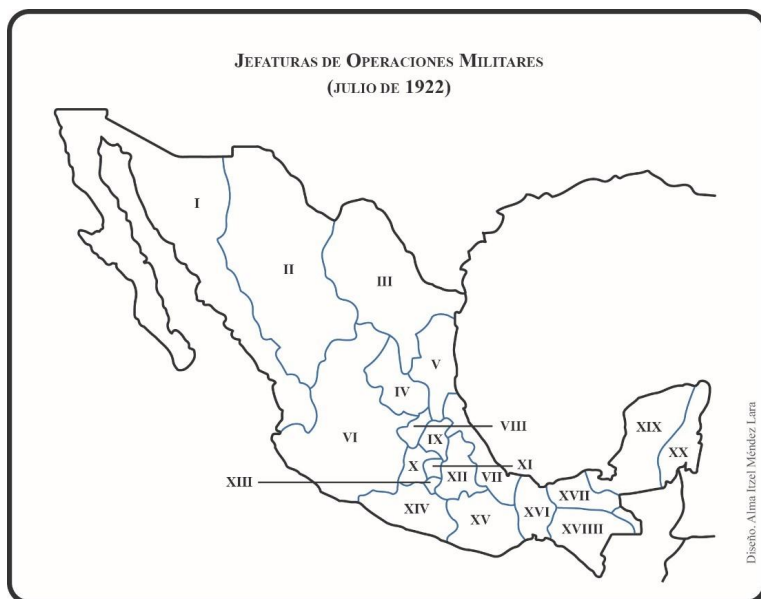 JEFATURAS DE OPERACIONES MILITARES
(JULIO DE 1922)
I
II
III
V
IV
VI
VIII
IX
XIX
XX
X
XI
XIII
XII
VII
XVII
XIV
XV
XVI
XVIIII
Diseño. Alma Itzel Méndez Lara